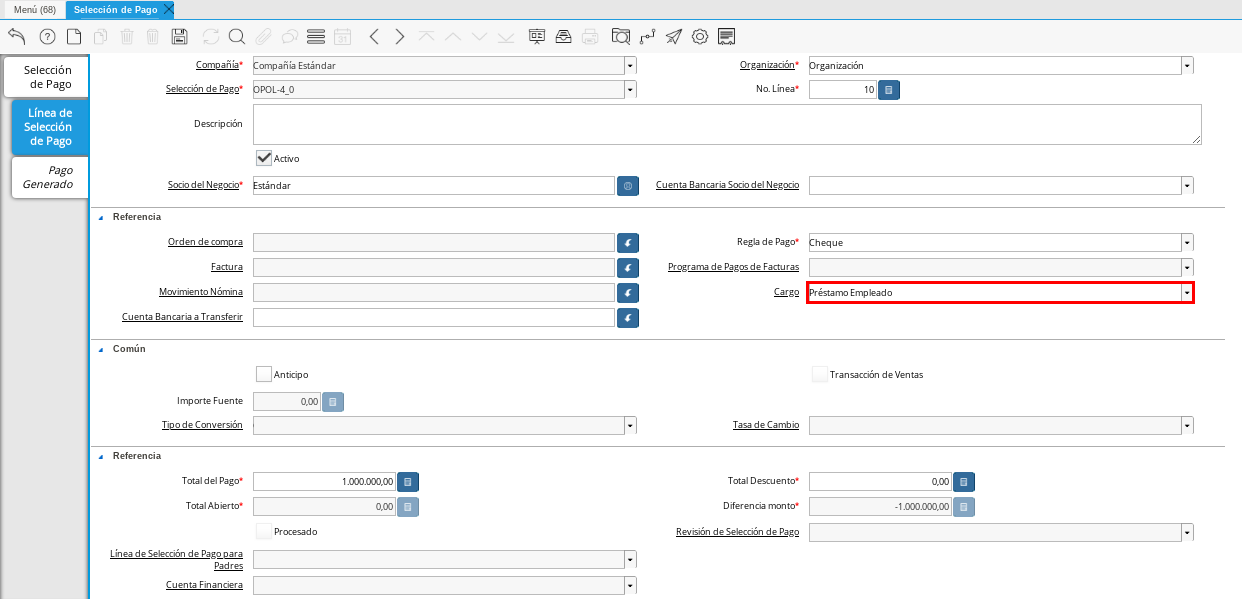 Menú (68) Selección de Pago
31
Selección de Pago
Línea de Selección de Pago
Pago Generado
Compañía* Compañía Estándar Organización* Organización
Selección de Pago* OPOL-4_0 No. Línea* 10
Descripción
Activo
Socio del Negocio* Estándar Cuenta Bancaria Socio del Negocio
Referencia
Orden de compra Regla de Pago* Cheque
Factura Programa de Pagos de Facturas
Movimiento Nómina Cargo Préstamo Empleado
Cuenta Bancaria a Transferir
Común
Anticipo Transacción de Ventas
Importe Fuente 0,00
Tipo de Conversión Tasa de Cambio
Referencia
Total del Pago* 1.000.000,00 Total Descuento* 0,00
Total Abierto* 0,00 Diferencia monto* -1.000.000,00
Procesado Revisión de Selección de Pago
Línea de Selección de Pago para
Padres
Cuenta Financiera